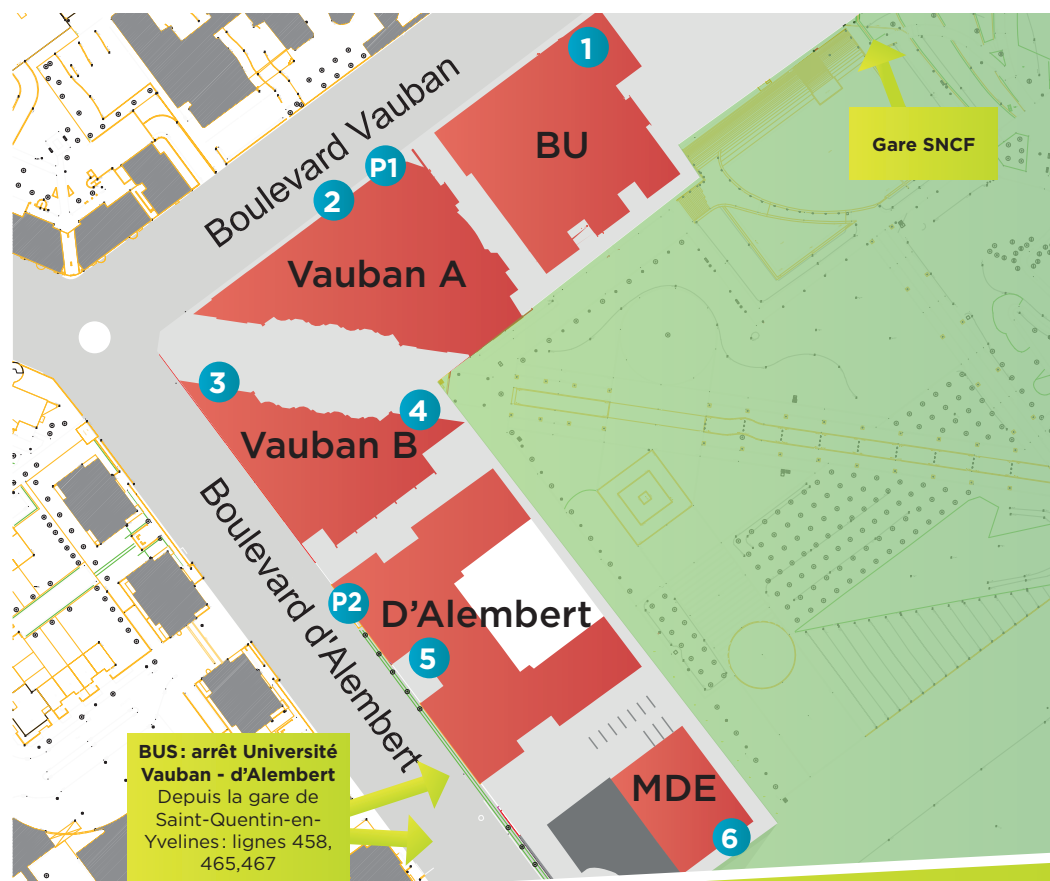 1
Boulevard Vauban
BU
Gare SNCF
P1
2
Vauban A
3
4
Vauban B
Boulevard d'Alembert
P2
D'Alembert
5
BUS : arrêt Université
Vauban - d'Alembert
Depuis la gare de
Saint-Quentin-en-
Yvelines : lignes 458,
465,467
MDE
6